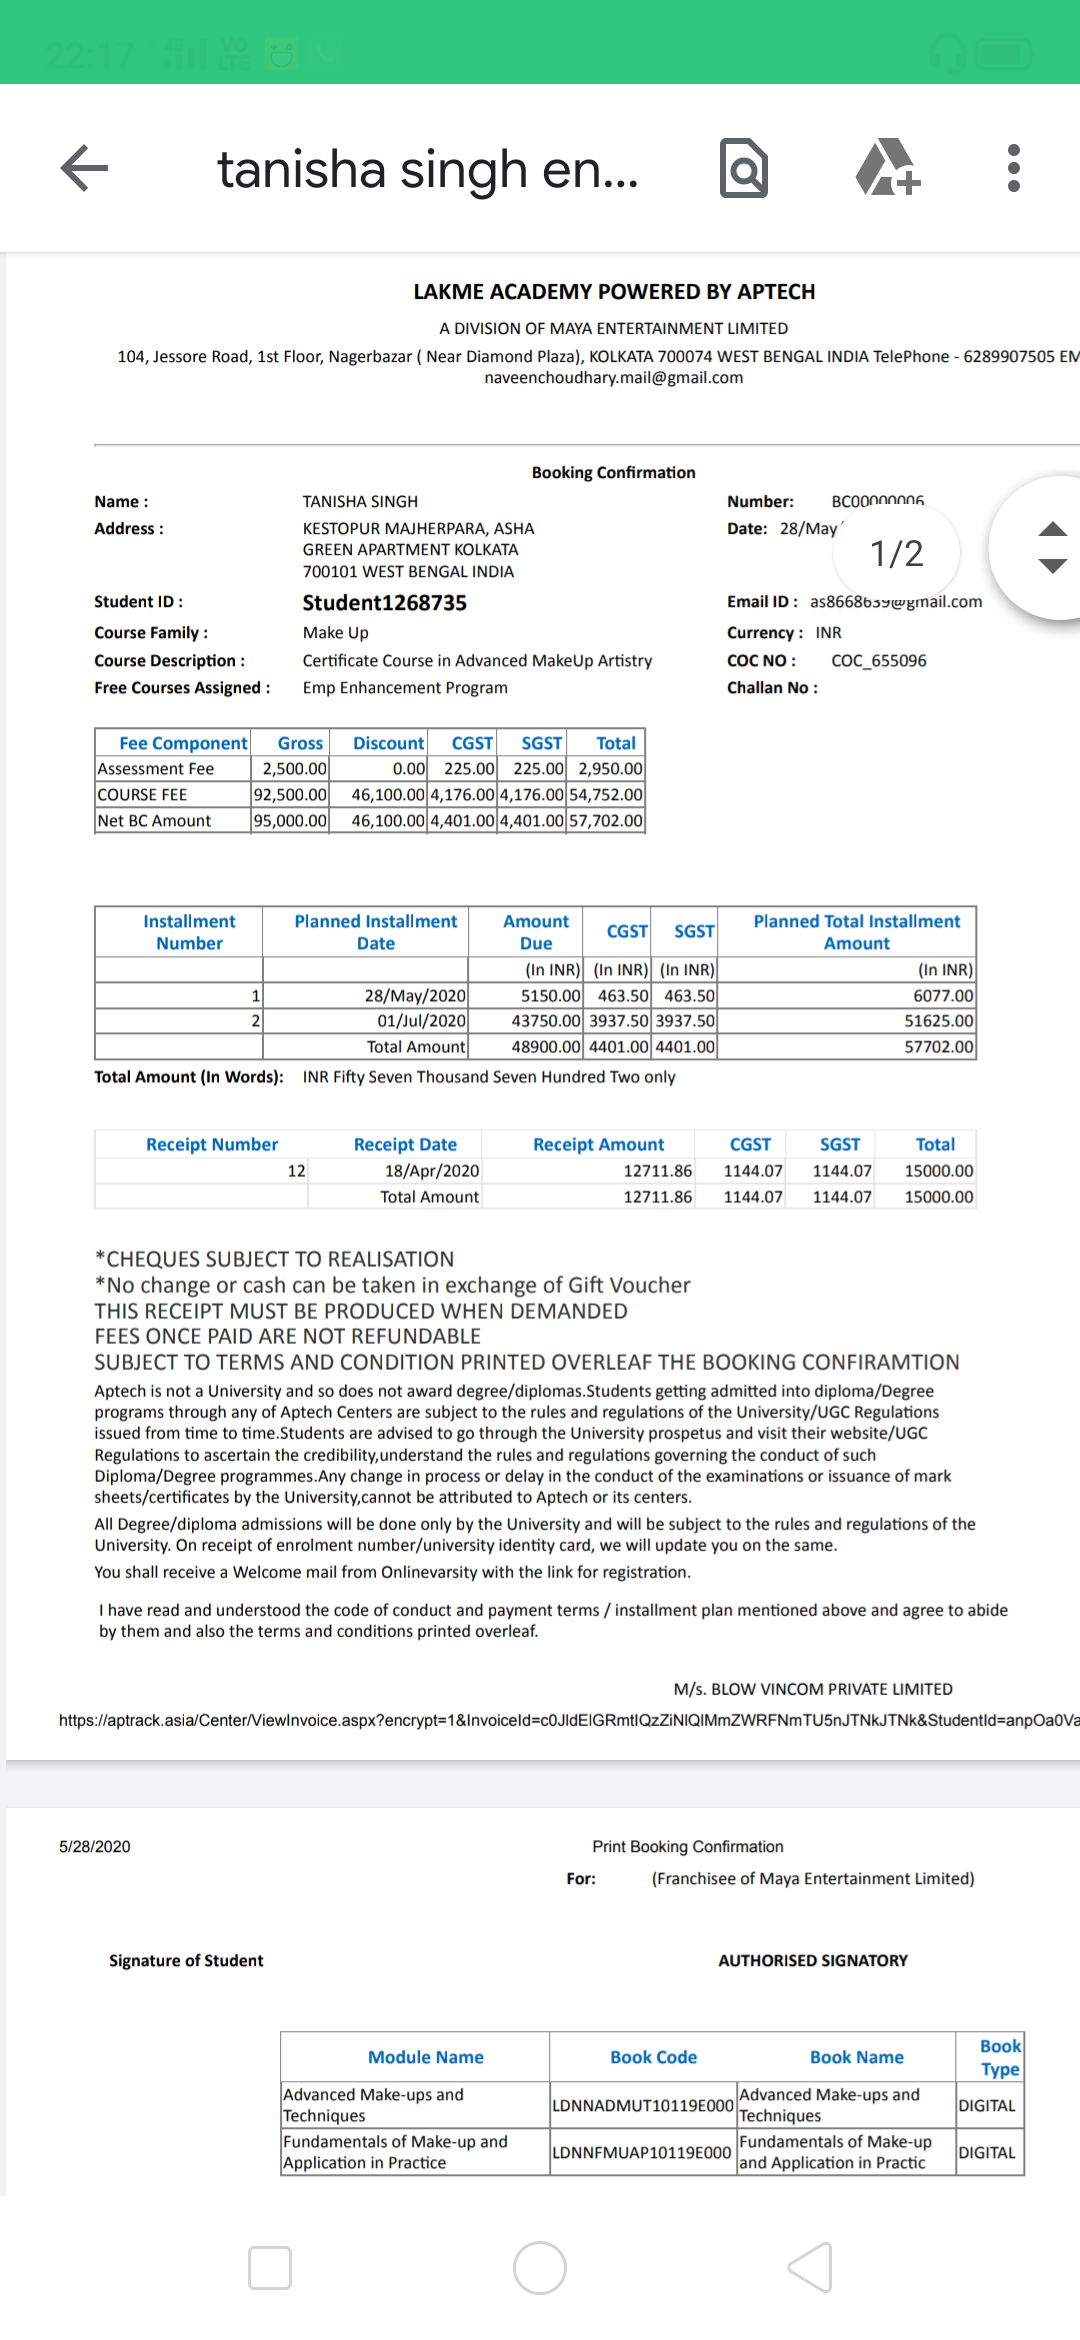 22:17
tanisha singh en...
LAKME ACADEMY POWERED BY APTECH
A DIVISION OF MAYA ENTERTAINMENT LIMITED
104, Jessore Road, 1st Floor, Nagerbazar ( Near Diamond Plaza), KOLKATA 700074 WEST BENGAL INDIA TelePhone - 6289907505 EM
naveenchoudhary.mail@gmail.com
Booking Confirmation
Name : TANISHA SINGH Number: BC00000006
Address : KESTOPUR MAJHERPARA, ASHA Date: 28/May
GREEN APARTMENT KOLKATA
700101 WEST BENGAL INDIA
1/2
Student ID : Student1268735 Email ID : as8668639@gmail.com
Course Family : Make Up Currency : INR
Course Description : Certificate Course in Advanced MakeUp Artistry COC NO : COC_655096
Free Courses Assigned : Emp Enhancement Program Challan No :
Fee Component Gross Discount CGST SGST Total
Assessment Fee 2,500.00 0.00 225.00 225.00 2,950.00
COURSE FEE 92,500.00 46,100.00 4,176.00 4,176.00 54,752.00
Net BC Amount 95,000.00 46,100.00 4,401.00 4,401.00 57,702.00
Installment Number Planned Installment Date Amount Due CGST SGST Planned Total Installment Amount
(In INR) (In INR) (In INR) (In INR)
1 28/May/2020 5150.00 463.50 463.50 6077.00
2 01/Jul/2020 43750.00 3937.50 3937.50 51625.00
Total Amount 48900.00 4401.00 4401.00 57702.00
Total Amount (In Words): INR Fifty Seven Thousand Seven Hundred Two only
Receipt Number Receipt Date Receipt Amount CGST SGST Total
12 18/Apr/2020 12711.86 1144.07 1144.07 15000.00
Total Amount 12711.86 1144.07 1144.07 15000.00
*CHEQUES SUBJECT TO REALISATION
*No change or cash can be taken in exchange of Gift Voucher
THIS RECEIPT MUST BE PRODUCED WHEN DEMANDED
FEES ONCE PAID ARE NOT REFUNDABLE
SUBJECT TO TERMS AND CONDITION PRINTED OVERLEAF THE BOOKING CONFIRAMTION
Aptech is not a University and so does not award degree/diplomas.Students getting admitted into diploma/Degree
programs through any of Aptech Centers are subject to the rules and regulations of the University/UGC Regulations
issued from time to time.Students are advised to go through the University prospetus and visit their website/UGC
Regulations to ascertain the credibility,understand the rules and regulations governing the conduct of such
Diploma/Degree programmes.Any change in process or delay in the conduct of the examinations or issuance of mark
sheets/certificates by the University,cannot be attributed to Aptech or its centers.
All Degree/diploma admissions will be done only by the University and will be subject to the rules and regulations of the
University. On receipt of enrolment number/university identity card, we will update you on the same.
You shall receive a Welcome mail from Onlinevarsity with the link for registration.
I have read and understood the code of conduct and payment terms / installment plan mentioned above and agree to abide
by them and also the terms and conditions printed overleaf.
M/s. BLOW VINCOM PRIVATE LIMITED
https://aptrack.asia/Center/ViewInvoice.aspx?encrypt=1&InvoiceId=c0JldElGRmtlQzZiNlQlMmZWRFNmTU5nJTNkJTNk&StudentId=anpOa0Va
5/28/2020 Print Booking Confirmation
For: (Franchisee of Maya Entertainment Limited)
Signature of Student AUTHORISED SIGNATORY
Module Name Book Code Book Name Book Type
Advanced Make-ups and Techniques LDNNADMUT10119E000 Advanced Make-ups and Techniques DIGITAL
Fundamentals of Make-up and Application in Practice LDNNFMUAP10119E000 Fundamentals of Make-up and Application in Practic DIGITAL